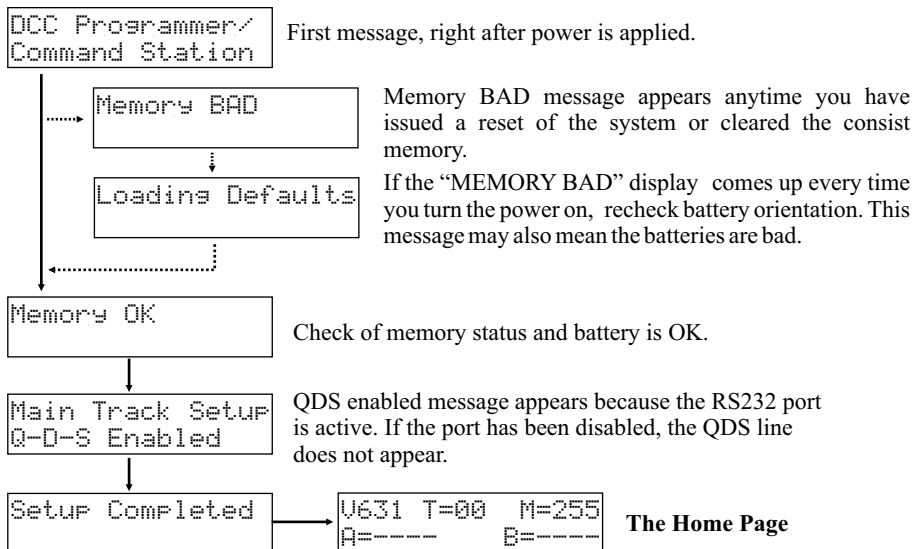 DCC Programmer/
Command Station
First message, right after power is applied.
Memory BAD
Memory BAD message appears anytime you have
issued a reset of the system or cleared the consist
memory.
Loading Defaults
If the “MEMORY BAD” display comes up every time
you turn the power on, recheck battery orientation. This
message may also mean the batteries are bad.
Memory OK
Check of memory status and battery is OK.
Main Track Setup
Q-D-S Enabled
QDS enabled message appears because the RS232 port
is active. If the port has been disabled, the QDS line
does not appear.
Setup Completed
V631 T=00 M=255
A=---- B=----
The Home Page